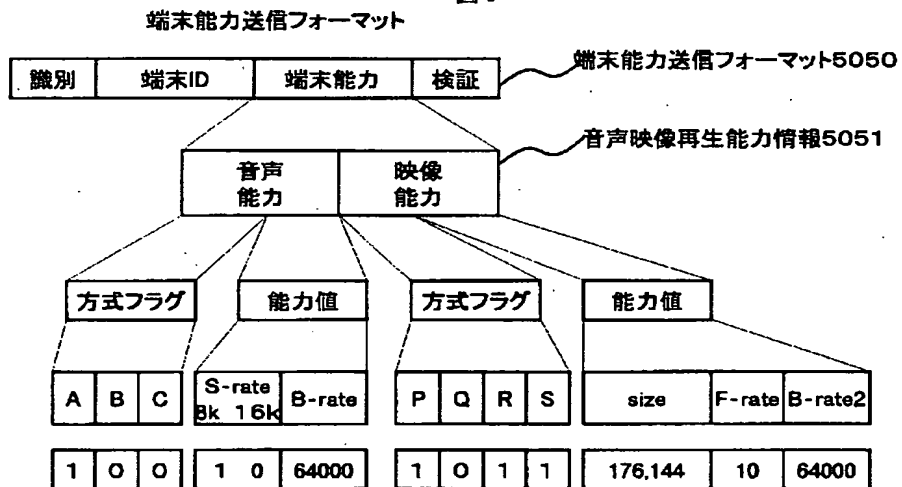 端末能力送信フォーマット
識別 端末ID 端末能力 検証
端末能力送信フォーマット5050
音声映像再生能力情報5051
音声
能力
映像
能力
方式フラグ 能力値 方式フラグ 能力値
A B C S-rate 8k 16k B-rate P Q R S size F-rate B-rate2
1 0 0 1 0 64000 1 0 1 1 176,144 10 64000